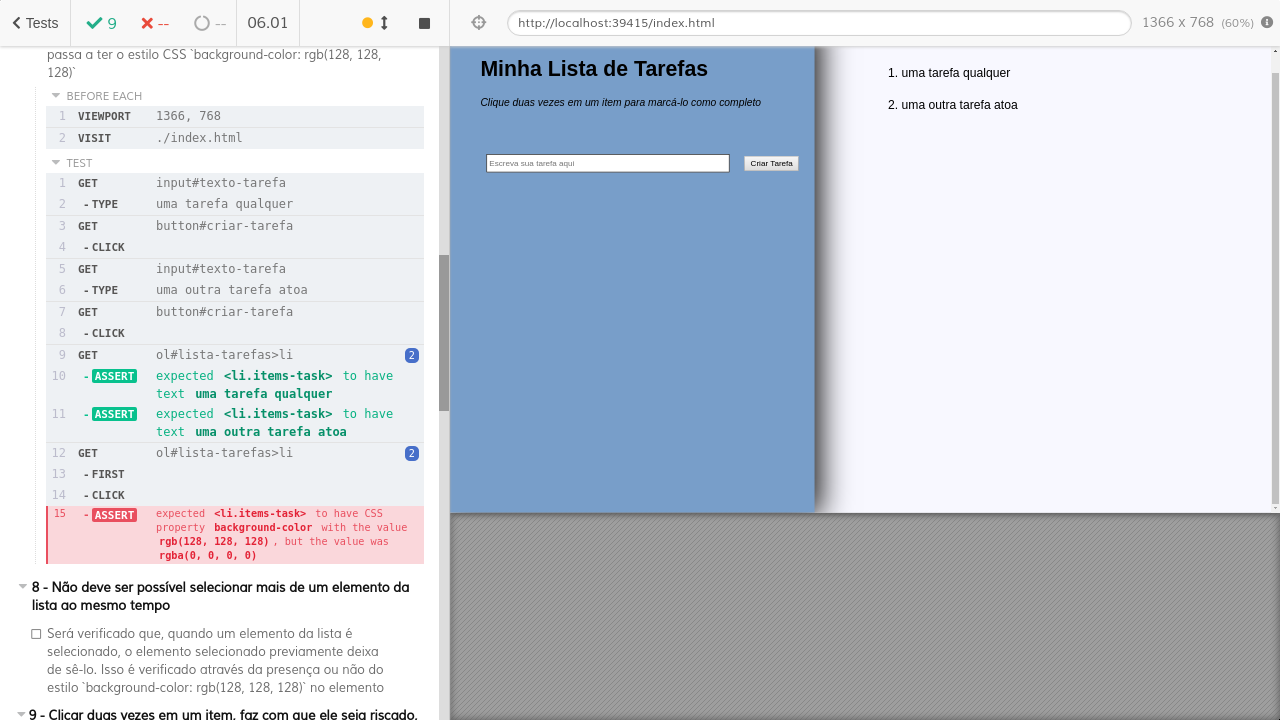 Tests
9
--
--
06.01
http://localhost:39415/index.html
1366 x 768 (60%)
passa a ter o estilo CSS `background-color: rgb(128, 128,
128)`
BEFORE EACH
1 VIEWPORT 1366, 768
2 VISIT ./index.html
TEST
1 GET input#texto-tarefa
2 -TYPE uma tarefa qualquer
3 GET button#criar-tarefa
4 -CLICK
5 GET input#texto-tarefa
6 -TYPE uma outra tarefa atoa
7 GET button#criar-tarefa
8 -CLICK
9 GET ol#lista-tarefas>li 2
10 -ASSERT expected <li.items-task> to have
text uma tarefa qualquer
11 -ASSERT expected <li.items-task> to have
text uma outra tarefa atoa
12 GET ol#lista-tarefas>li 2
13 -FIRST
14 -CLICK
15 -ASSERT expected <li.items-task> to have CSS
property background-color with the value
rgb(128, 128, 128), but the value was
rgba(0, 0, 0, 0)
8 - Não deve ser possível selecionar mais de um elemento da
lista ao mesmo tempo
Será verificado que, quando um elemento da lista é
selecionado, o elemento selecionado previamente deixa
de sê-lo. Isso é verificado através da presença ou não do
estilo `background-color: rgb(128, 128, 128)` no elemento
9 - Clicar duas vezes em um item, faz com que ele seja riscado,
Minha Lista de Tarefas
Clique duas vezes em um item para marcá-lo como completo
Escreva sua tarefa aqui
Criar Tarefa
1. uma tarefa qualquer
2. uma outra tarefa atoa